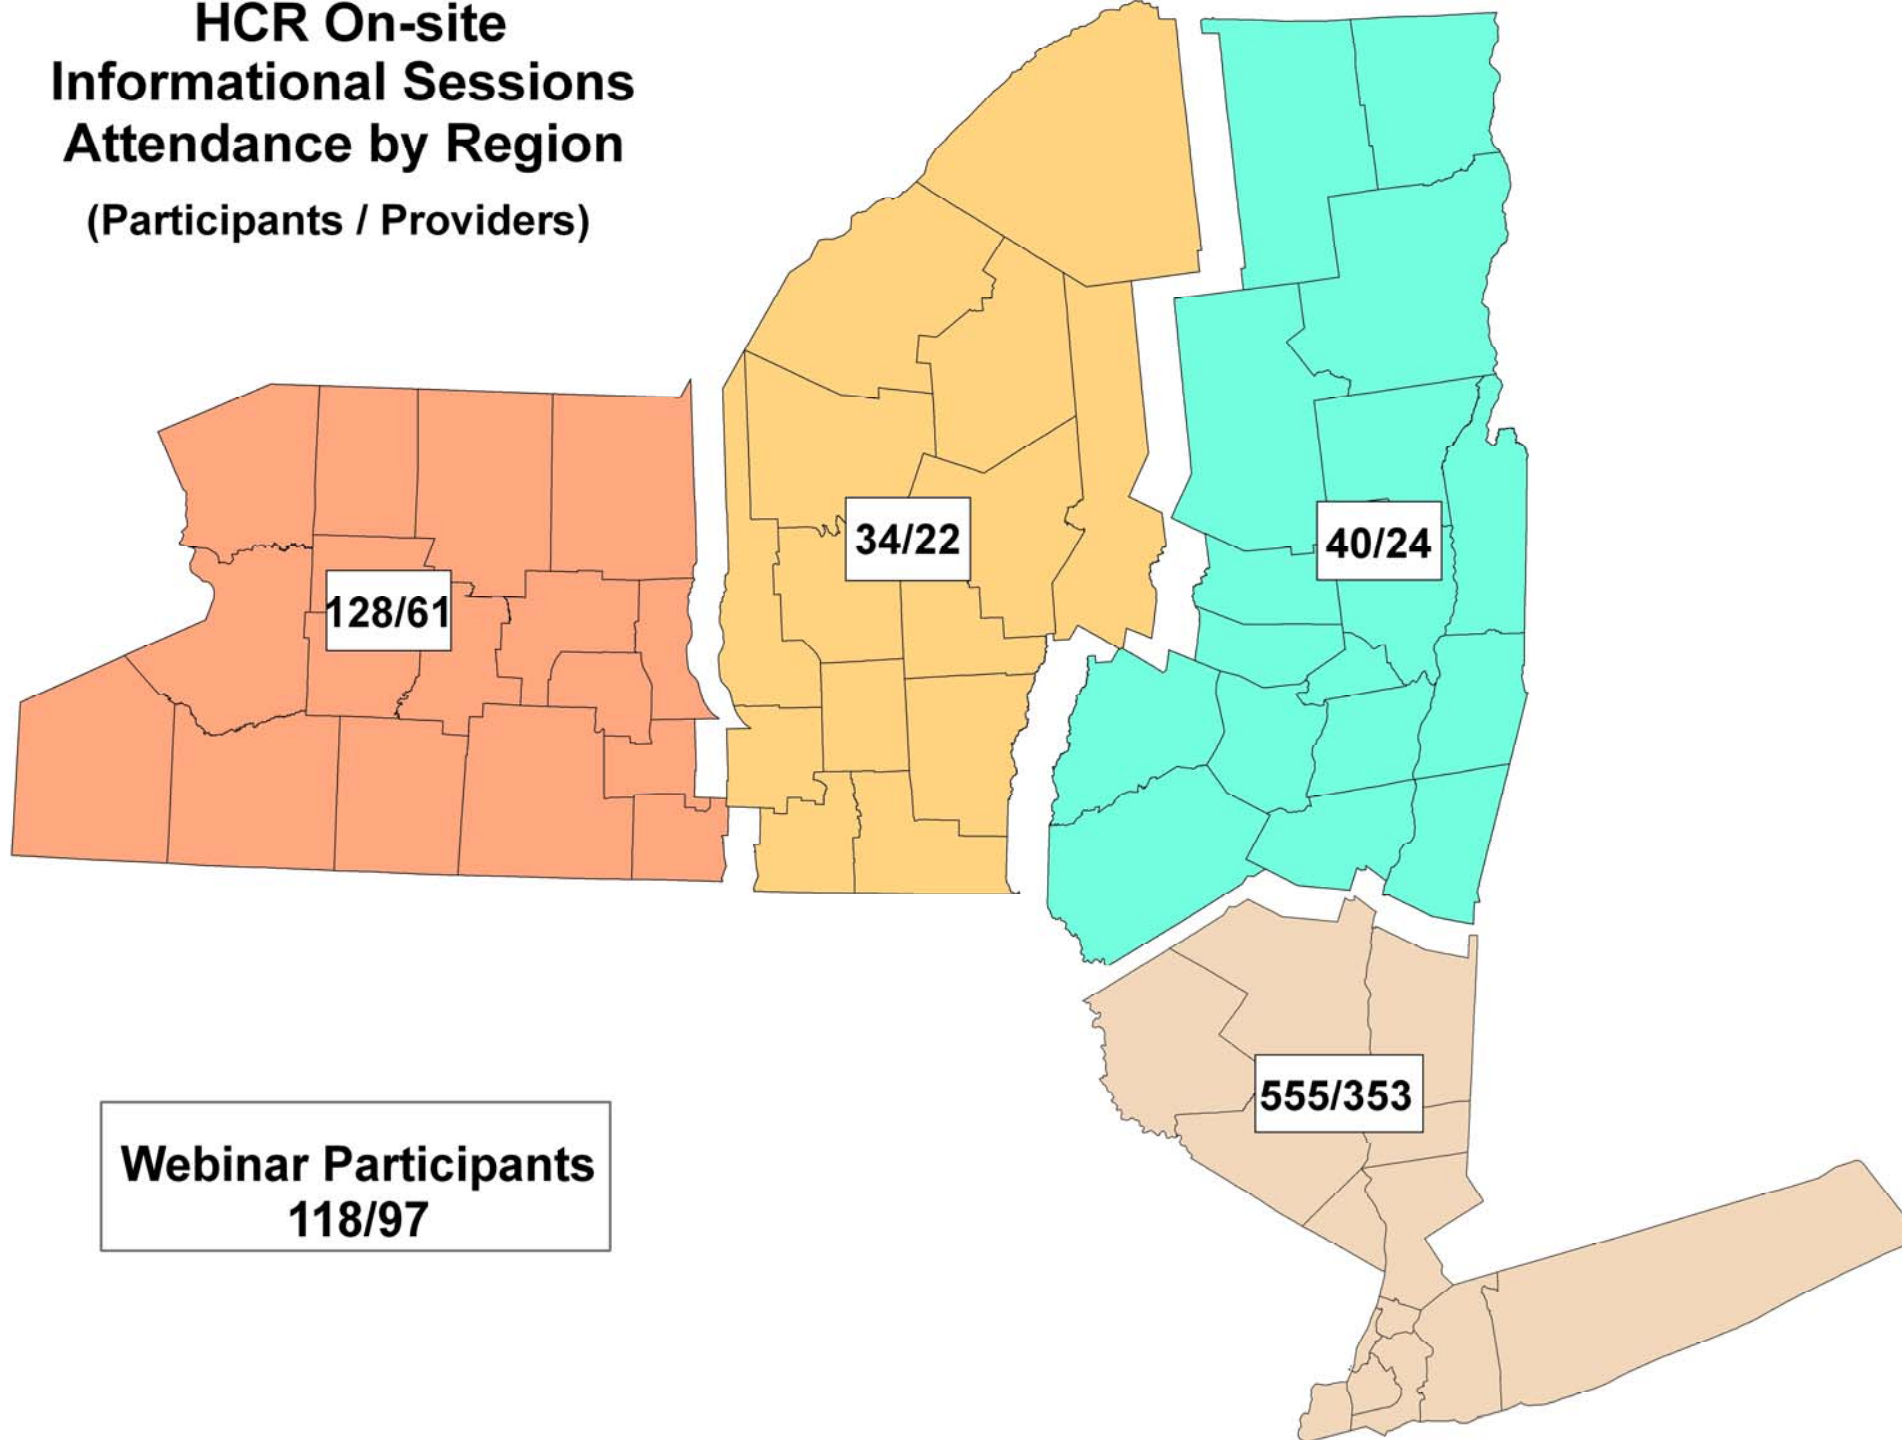 HCR On-site
Informational Sessions
Attendance by Region
(Participants / Providers)
34/22
40/24
128/61
555/353
Webinar Participants
118/97